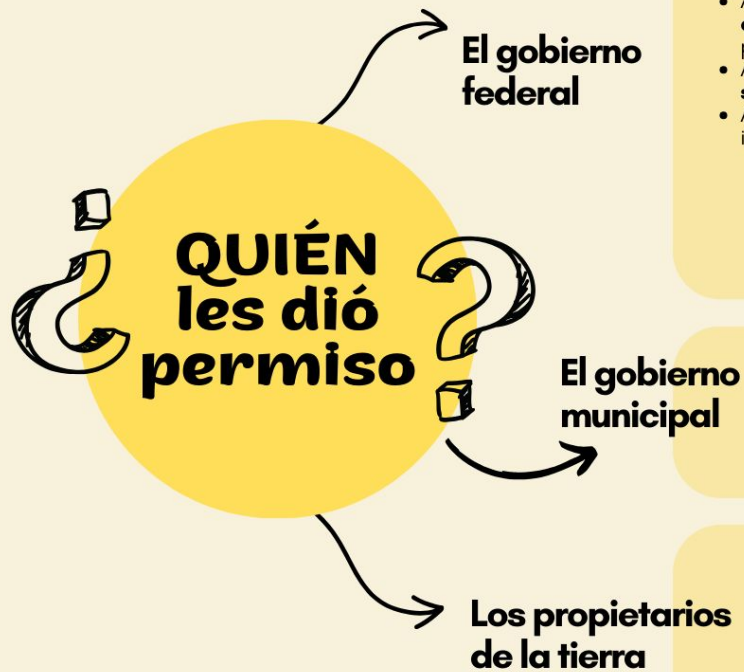 El gobierno
federal
¿QUIÉN
les dió
permiso?
El gobierno
municipal
Los propietarios
de la tierra